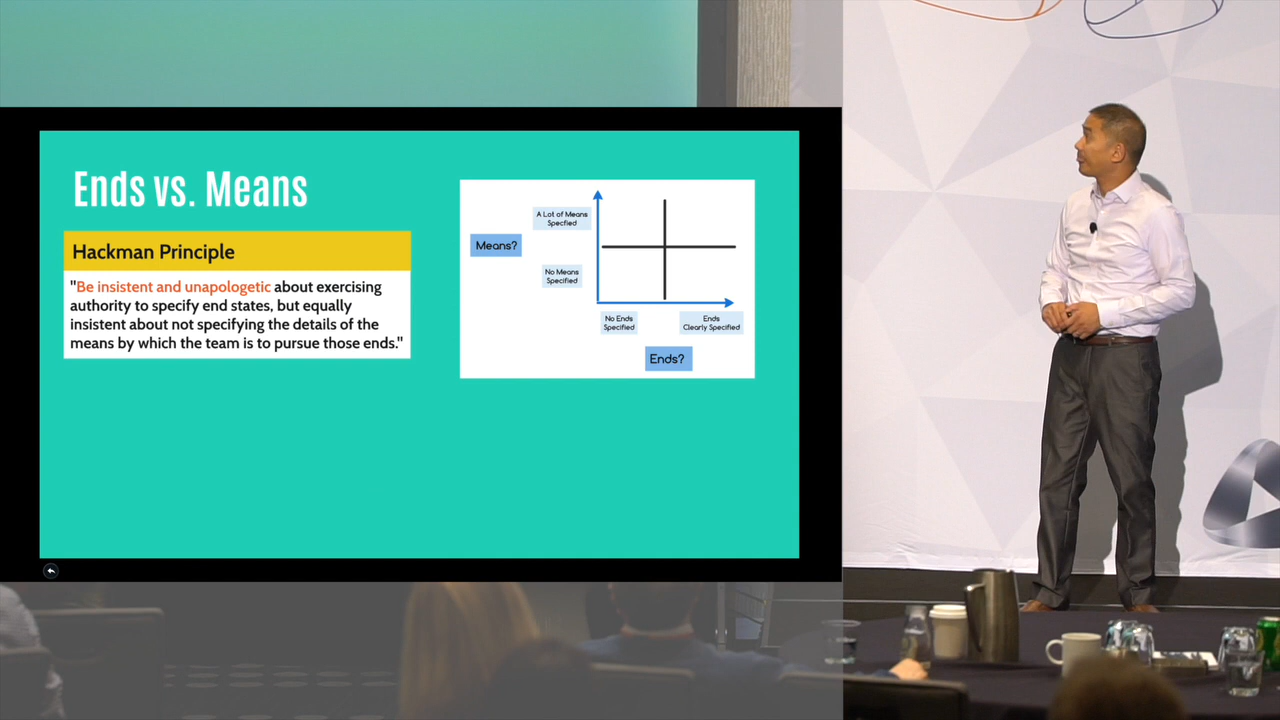 Ends vs. Means
Hackman Principle
"Be insistent and unapologetic about exercising
authority to specify end states, but equally
insistent about not specifying the details of the
means by which the team is to pursue those ends."
A Lot of Means
Specfied
Means?
No Means
Specified
No Ends
Specified
Ends
Clearly Specified
Ends?